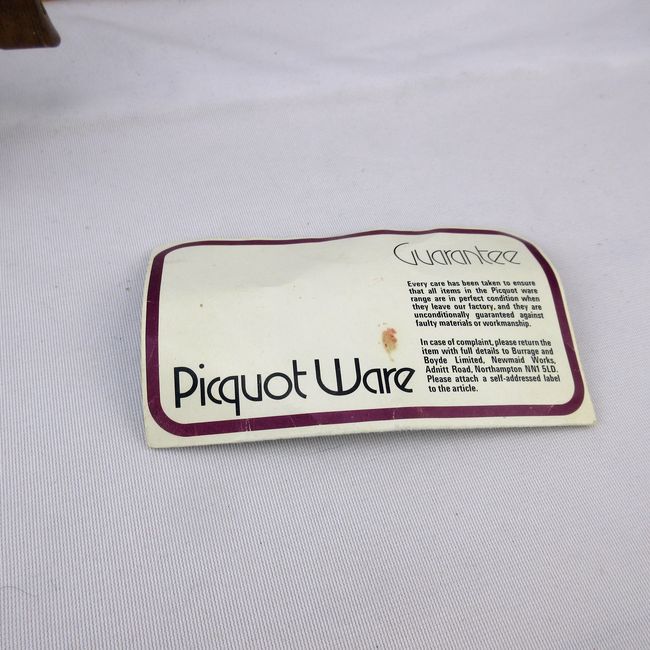 Guarantee
Every care has been taken to ensure
that all items in the Picquot ware
range are in perfect condition when
they leave our factory, and they are
unconditionally guaranteed against
faulty materials or workmanship.
In case of complaint, please return the
item with full details to Burrage and
Boyde Limited, Newmaid Works,
Adnitt Road, Northampton NN1 5LD.
Please attach a self-addressed label
to the article.
Picquot Ware